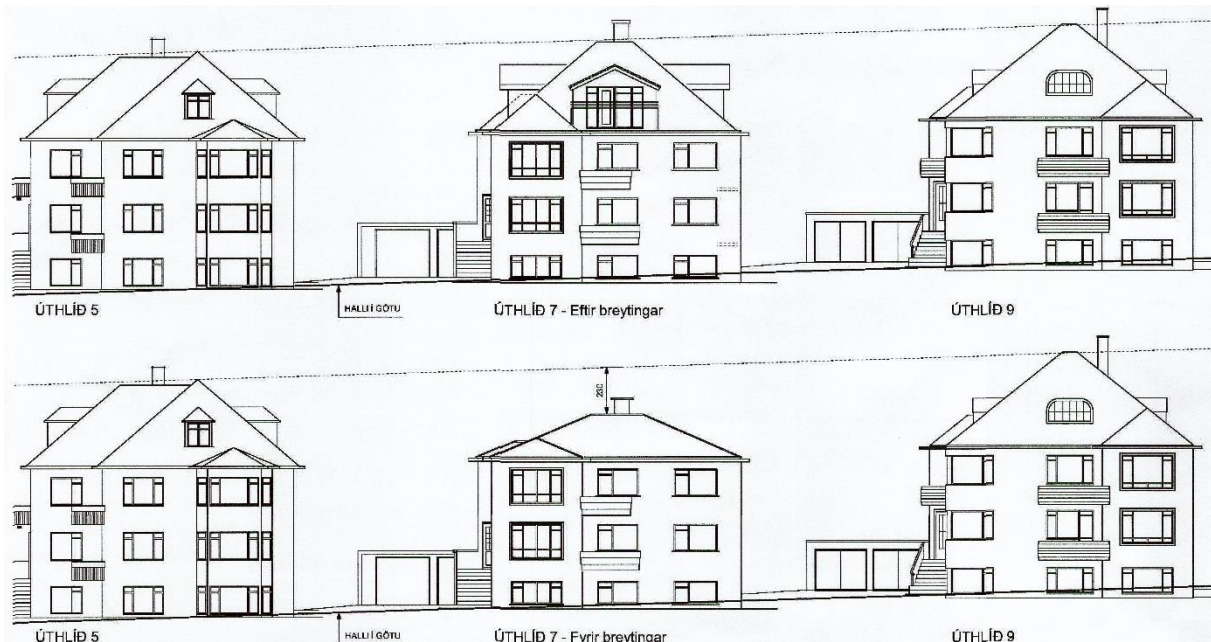 ÚTHLÍÐ 5
HALLI Í GÖTU
ÚTHLÍÐ 7 - Eftir breytingar
ÚTHLÍÐ 9
230
ÚTHLÍÐ 5
HALLI Í GÖTU
ÚTHLÍÐ 7 - Fyrir breytingar
ÚTHLÍÐ 9